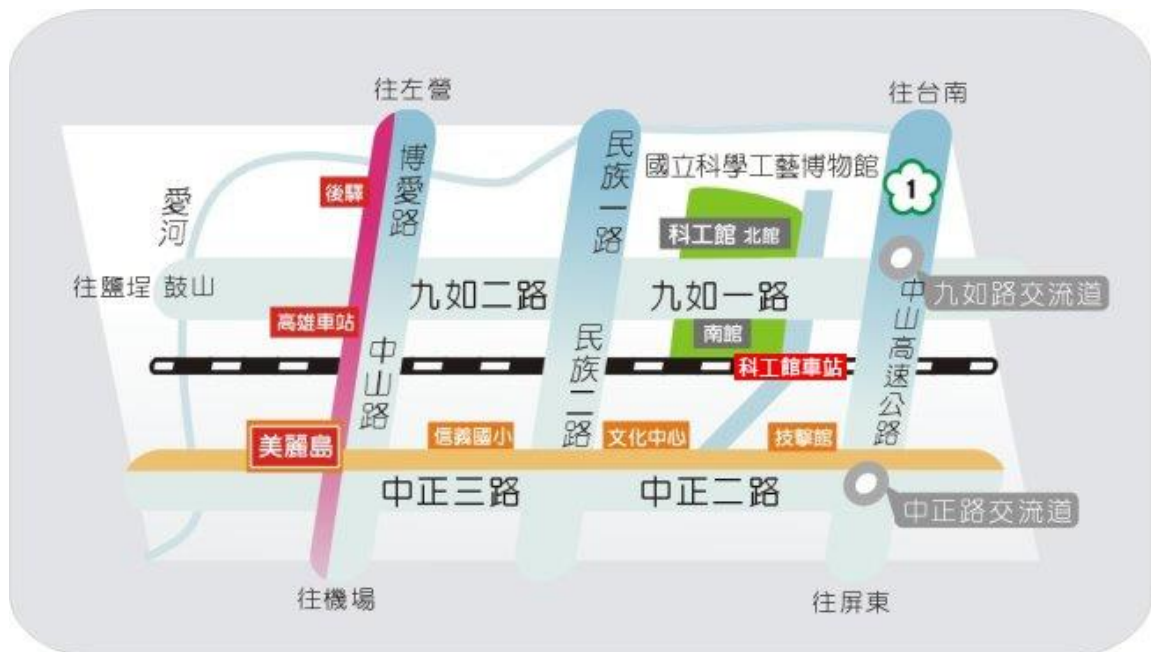 往左營
往台南
博愛路
民族一路
國立科學工藝博物館
1
後驛
愛河
科工館 北館
往鹽埕 鼓山
九如二路
九如一路
九如路交流道
高雄車站
南館
中山路
民族二路
中山高速公路
科工館車站
美麗島
信義國小
文化中心
技擊館
中正三路
中正二路
中正路交流道
往機場
往屏東